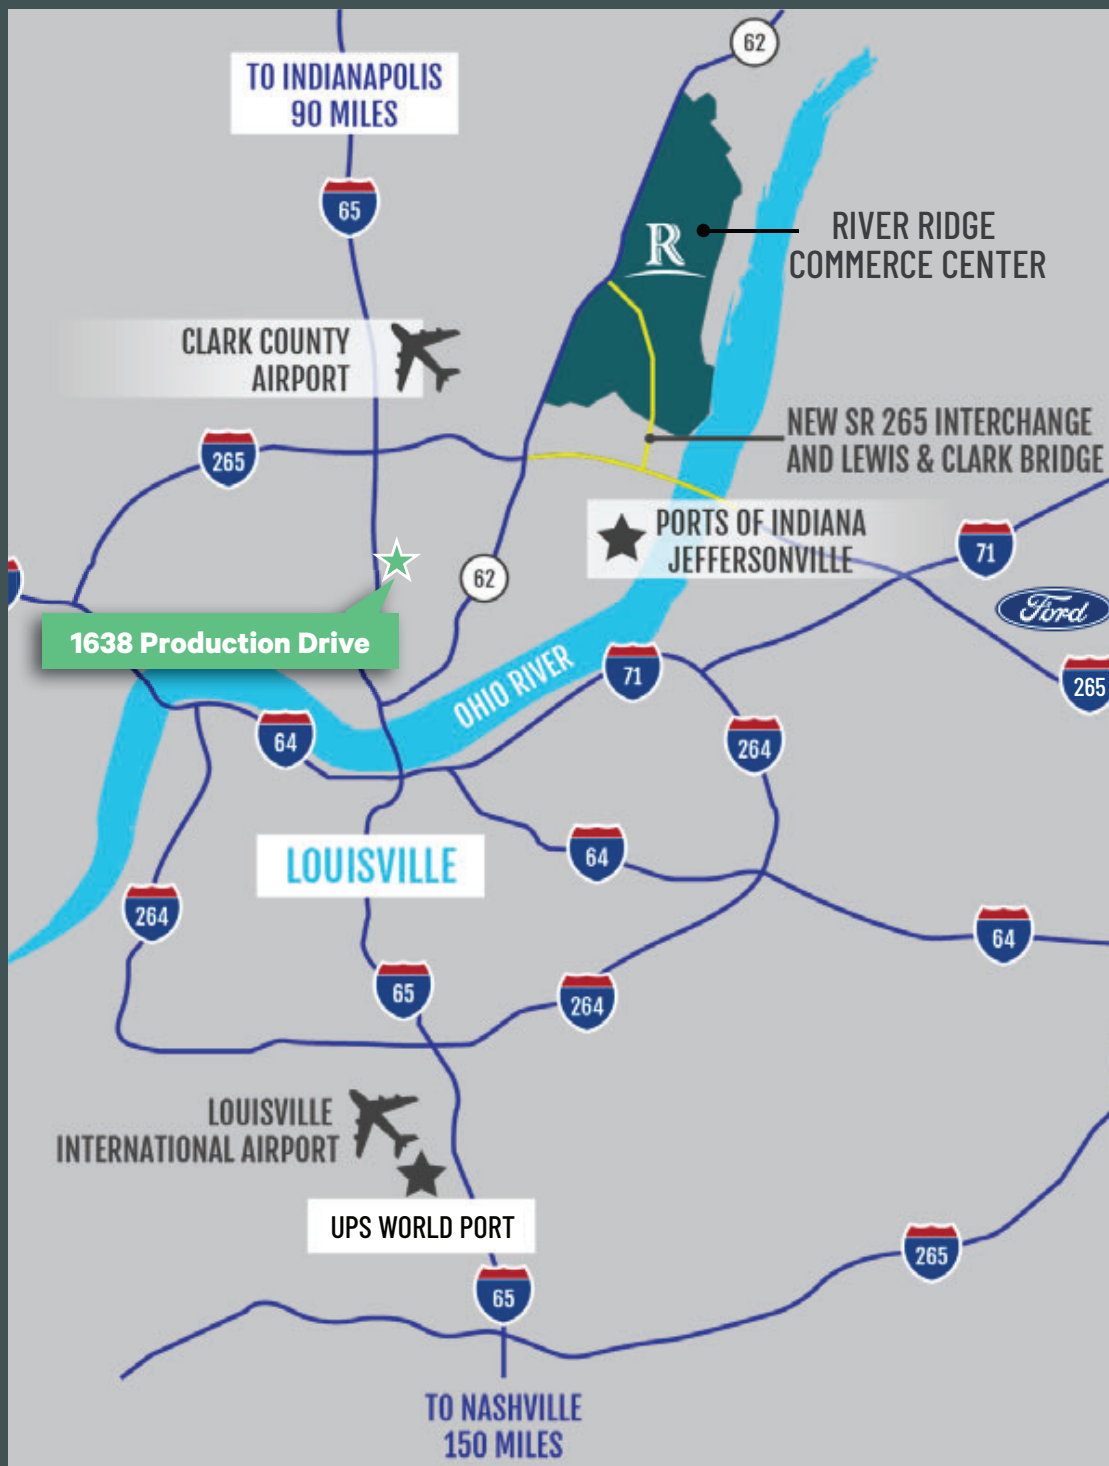 62
TO INDIANAPOLIS
90 MILES
65
R
RIVER RIDGE
COMMERCE CENTER
CLARK COUNTY
AIRPORT
NEW SR 265 INTERCHANGE
AND LEWIS & CLARK BRIDGE
265
PORTS OF INDIANA
JEFFERSONVILLE
71
62
Ford
1638 Production Drive
OHIO RIVER
71
265
64
264
LOUISVILLE
64
264
64
65
264
LOUISVILLE
INTERNATIONAL AIRPORT
UPS WORLD PORT
265
65
TO NASHVILLE
150 MILES